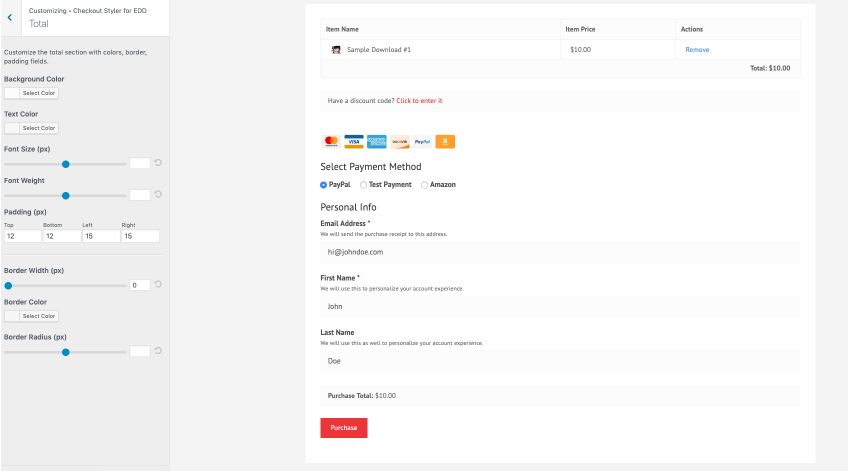 Customizing • Checkout Styler for EDD
Total
Customize the total section with colors, border,
padding fields.
Background Color
Select Color
Text Color
Select Color
Font Size (px)
Font Weight
Padding (px)
Top Bottom Left Right
12 12 15 15
Border Width (px)
0
Border Color
Select Color
Border Radius (px)
Item Name Item Price Actions
Sample Download #1 $10.00 Remove
Total: $10.00
Have a discount code? Click to enter it
VISA AMERICAN EXPRESS DISCOVER PayPal
Select Payment Method
PayPal Test Payment Amazon
Personal Info
Email Address *
We will send the purchase receipt to this address.
hi@johndoe.com
First Name *
We will use this to personalize your account experience.
John
Last Name
We will use this as well to personalize your account experience.
Doe
Purchase Total: $10.00
Purchase